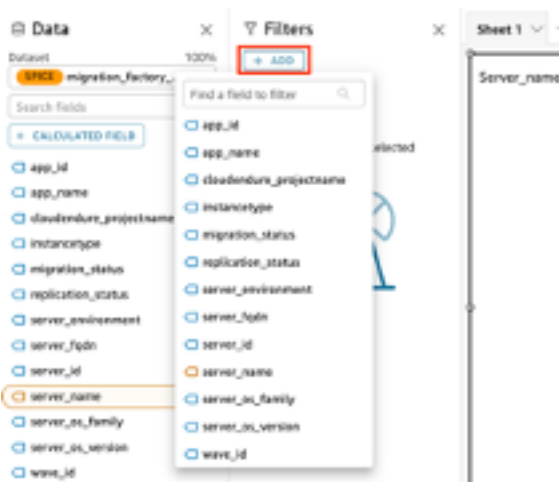 Data
Dataset 100%
SPICE migration_factory_
Search fields
+ CALCULATED FIELD
app_id
app_name
cloudendure_projectname
instancetype
migration_status
replication_status
server_environment
server_fqdn
server_id
server_name
server_os_family
server_os_version
wave_id
Filters
+ ADD
Find a field to filter
app_id
app_name
cloudendure_projectname
instancetype
migration_status
replication_status
server_environment
server_fqdn
server_id
server_name
server_os_family
server_os_version
wave_id
elected
Sheet 1
Server_name